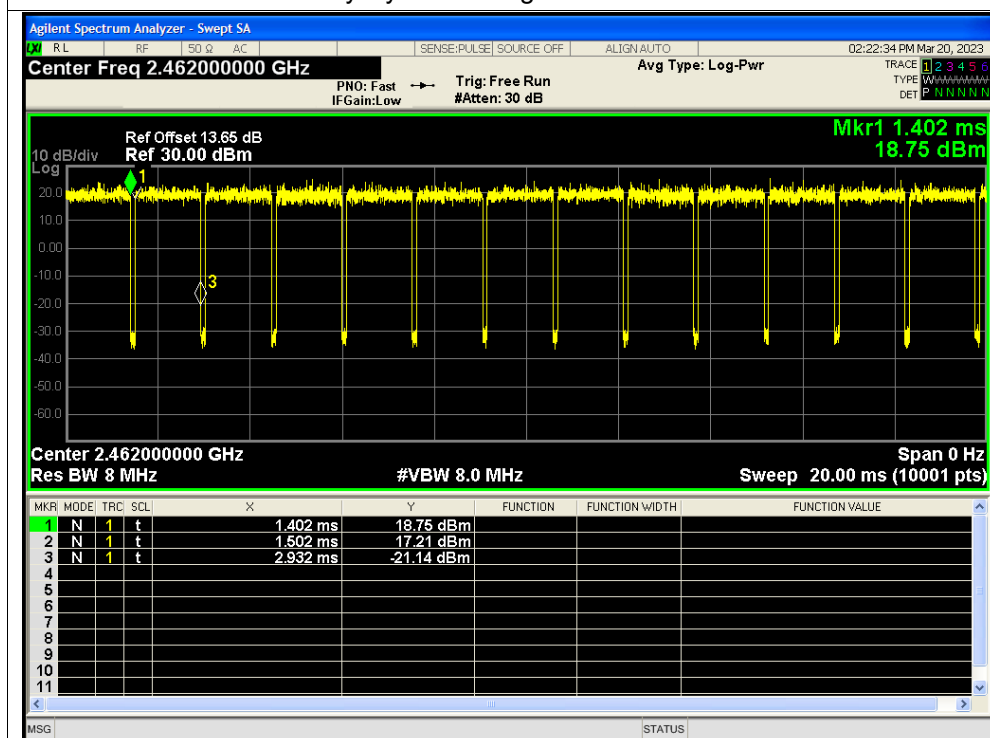 Agilent Spectrum Analyzer - Swept SA
LXI RL RF 50 Ω AC SENSE:PULSE SOURCE OFF ALIGN AUTO 02:22:34 PM Mar 20, 2023
Center Freq 2.462000000 GHz Avg Type: Log-Pwr TRACE 1 2 3 4 5 6
PNO: Fast Trig: Free Run TYPE W
IFGain:Low #Atten: 30 dB DET P N N N N N
Mkr1 1.402 ms
Ref Offset 13.65 dB
10 dB/div Ref 30.00 dBm 18.75 dBm
Log
1
20.0
10.0
0.00
-10.0
3
-20.0
-30.0
-40.0
-50.0
-60.0
Center 2.462000000 GHz Span 0 Hz
Res BW 8 MHz #VBW 8.0 MHz Sweep 20.00 ms (10001 pts)
MKR MODE TRC SCL X Y FUNCTION FUNCTION WIDTH FUNCTION VALUE
1 N 1 t 1.402 ms 18.75 dBm
2 N 1 t 1.502 ms 17.21 dBm
3 N 1 t 2.932 ms -21.14 dBm
4
5
6
7
8
9
10
11
MSG STATUS